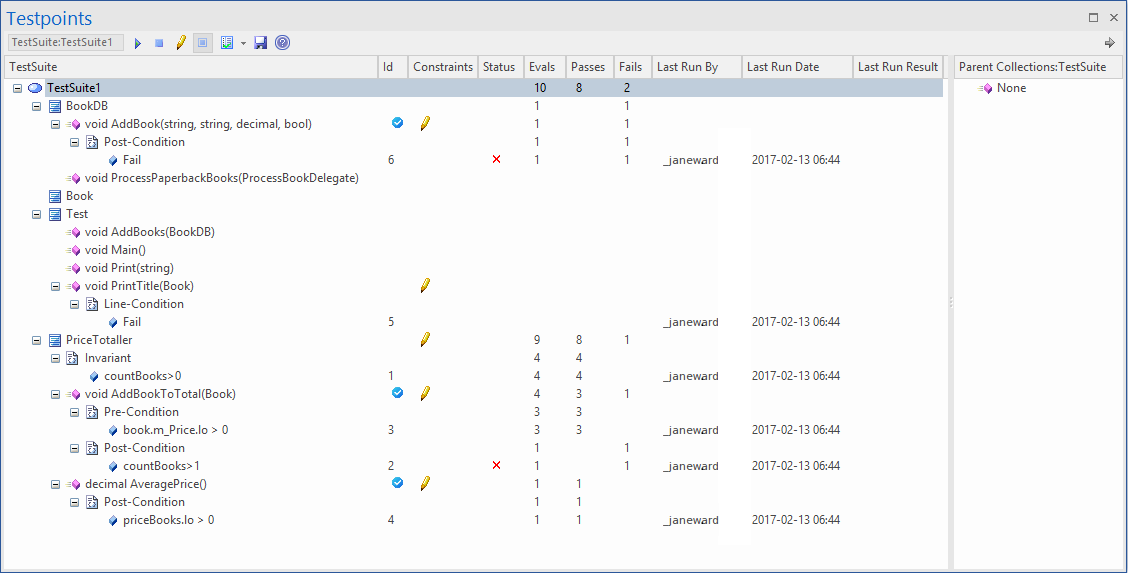 Testpoints
TestSuite:TestSuite1
TestSuite Id Constraints Status Evals Passes Fails Last Run By Last Run Date Last Run Result Parent Collections:TestSuite
TestSuite1 10 8 2 None
BookDB 1 1
void AddBook(string, string, decimal, bool) 1 1
Post-Condition 1 1
Fail 6 1 1 _janeward 2017-02-13 06:44
void ProcessPaperbackBooks(ProcessBookDelegate)
Book
Test
void AddBooks(BookDB)
void Main()
void Print(string)
void PrintTitle(Book)
Line-Condition
Fail 5 _janeward 2017-02-13 06:44
PriceTotaller 9 8 1
Invariant 4 4
countBooks>0 1 4 4 _janeward 2017-02-13 06:44
void AddBookToTotal(Book) 4 3 1
Pre-Condition 3 3
book.m_Price.lo > 0 3 3 3 _janeward 2017-02-13 06:44
Post-Condition 1 1
countBooks>1 2 1 1 _janeward 2017-02-13 06:44
decimal AveragePrice() 1 1
Post-Condition 1 1
priceBooks.lo > 0 4 1 1 _janeward 2017-02-13 06:44